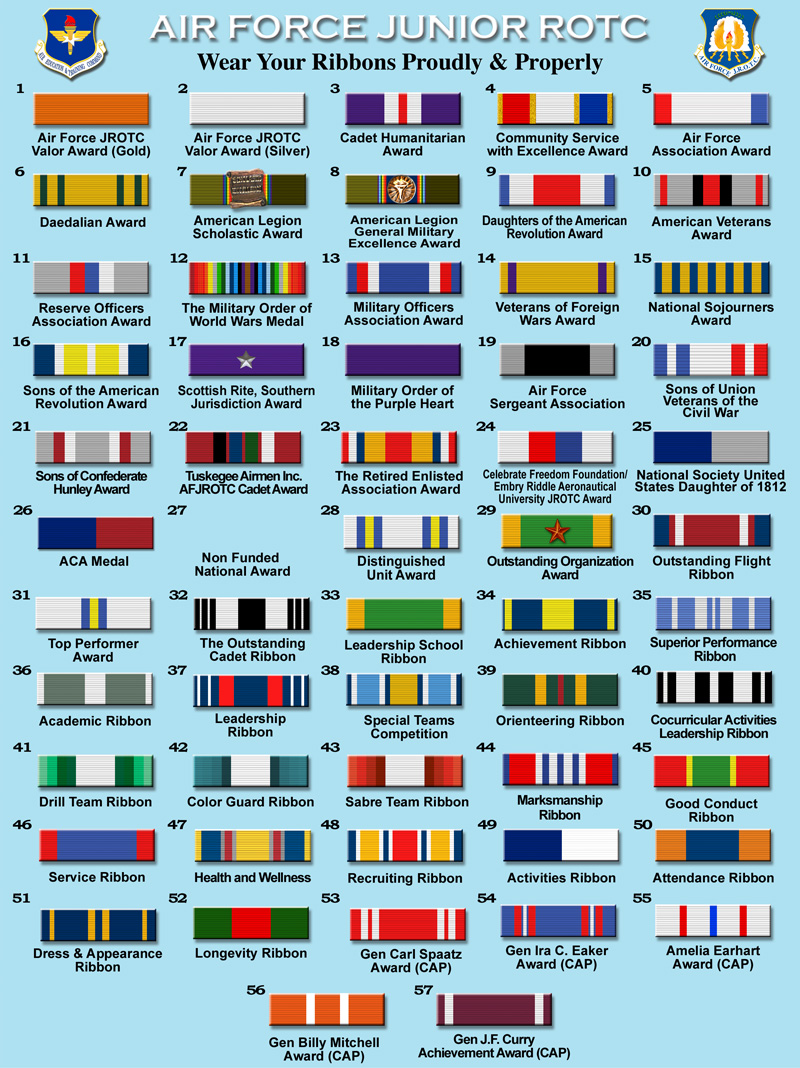 AIR FORCE JUNIOR ROTC
Wear Your Ribbons Proudly & Properly
AIR EDUCATION & TRAINING COMMAND
AIR FORCE J.R.O.T.C.
1
Air Force JROTC
Valor Award (Gold)
2
Air Force JROTC
Valor Award (Silver)
3
Cadet Humanitarian
Award
4
Community Service
with Excellence Award
5
Air Force
Association Award
6
Daedalian Award
7
American Legion
Scholastic Award
8
American Legion
General Military
Excellence Award
9
Daughters of the American
Revolution Award
10
American Veterans
Award
11
Reserve Officers
Association Award
12
The Military Order of
World Wars Medal
13
Military Officers
Association Award
14
Veterans of Foreign
Wars Award
15
National Sojourners
Award
16
Sons of the American
Revolution Award
17
Scottish Rite, Southern
Jurisdiction Award
18
Military Order of
the Purple Heart
19
Air Force
Sergeant Association
20
Sons of Union
Veterans of the
Civil War
21
Sons of Confederate
Hunley Award
22
Tuskegee Airmen Inc.
AFJROTC Cadet Award
23
The Retired Enlisted
Association Award
24
Celebrate Freedom Foundation/
Embry Riddle Aeronautical
University JROTC Award
25
National Society United
States Daughter of 1812
26
ACA Medal
27
Non Funded
National Award
28
Distinguished
Unit Award
29
Outstanding Organization
Award
30
Outstanding Flight
Ribbon
31
Top Performer
Award
32
The Outstanding
Cadet Ribbon
33
Leadership School
Ribbon
34
Achievement Ribbon
35
Superior Performance
Ribbon
36
Academic Ribbon
37
Leadership
Ribbon
38
Special Teams
Competition
39
Orienteering Ribbon
40
Cocurricular Activities
Leadership Ribbon
41
Drill Team Ribbon
42
Color Guard Ribbon
43
Sabre Team Ribbon
44
Marksmanship
Ribbon
45
Good Conduct
Ribbon
46
Service Ribbon
47
Health and Wellness
48
Recruiting Ribbon
49
Activities Ribbon
50
Attendance Ribbon
51
Dress & Appearance
Ribbon
52
Longevity Ribbon
53
Gen Carl Spaatz
Award (CAP)
54
Gen Ira C. Eaker
Award (CAP)
55
Amelia Earhart
Award (CAP)
56
Gen Billy Mitchell
Award (CAP)
57
Gen J.F. Curry
Achievement Award (CAP)